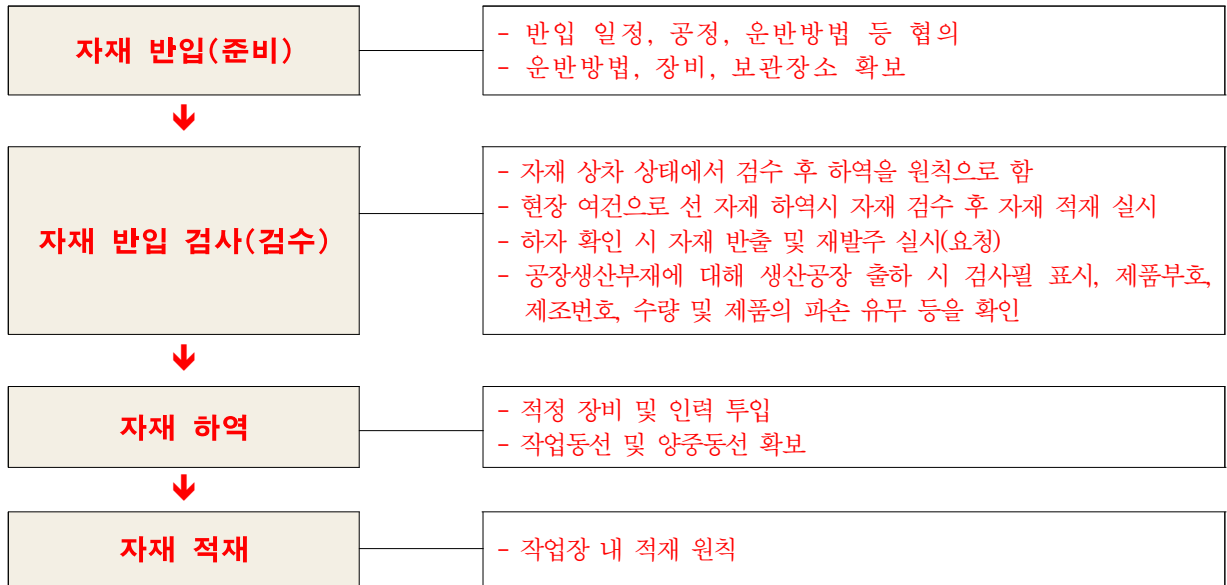 자재 반입(준비)
- 반입 일정, 공정, 운반방법 등 협의
- 운반방법, 장비, 보관장소 확보
자재 반입 검사(검수)
- 자재 상차 상태에서 검수 후 하역을 원칙으로 함
- 현장 여건으로 선 자재 하역시 자재 검수 후 자재 적재 실시
- 하자 확인 시 자재 반출 및 재발주 실시(요청)
- 공장생산부재에 대해 생산공장 출하 시 검사필 표시, 제품부호,
제조번호, 수량 및 제품의 파손 유무 등을 확인
자재 하역
- 적정 장비 및 인력 투입
- 작업동선 및 양중동선 확보
자재 적재
- 작업장 내 적재 원칙